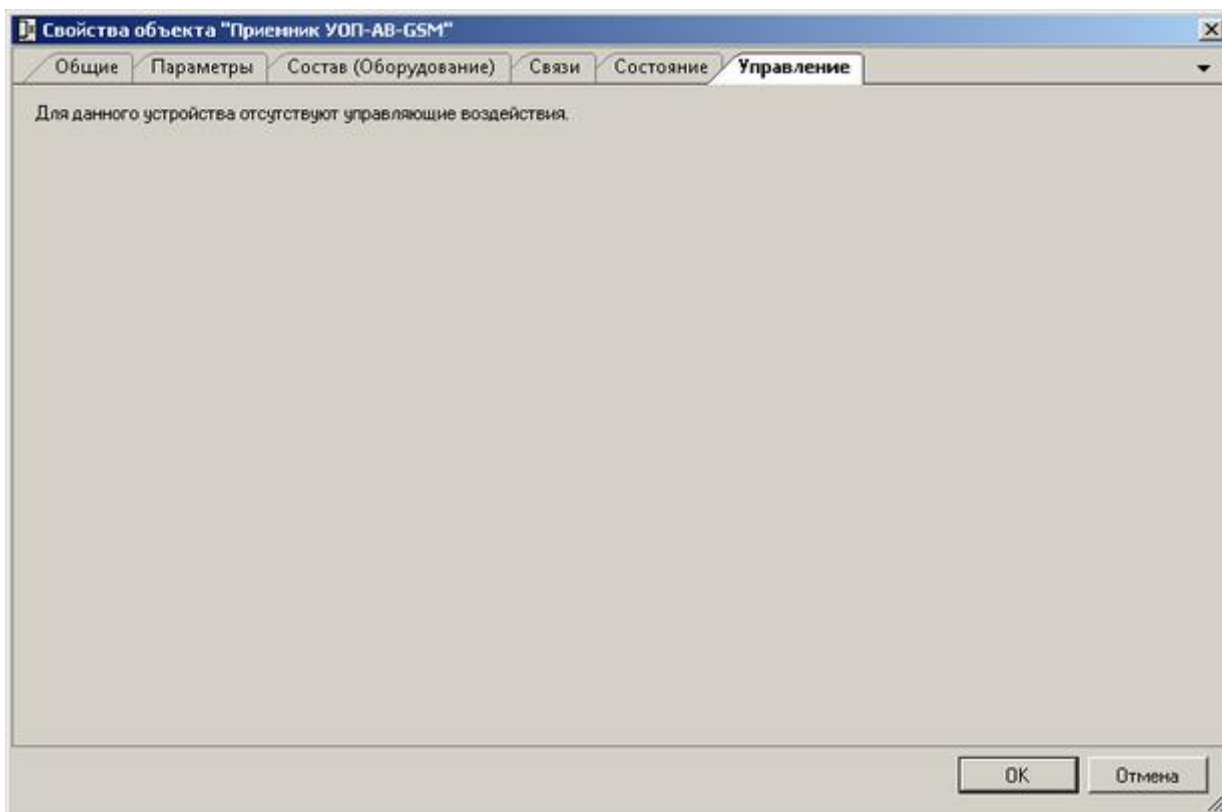 Свойства объекта "Приемник УОП-АВ-GSM"
Общие Параметры Состав (Оборудование) Связи Состояние Управление
Для данного устройства отсутствуют управляющие воздействия.
OK Отмена